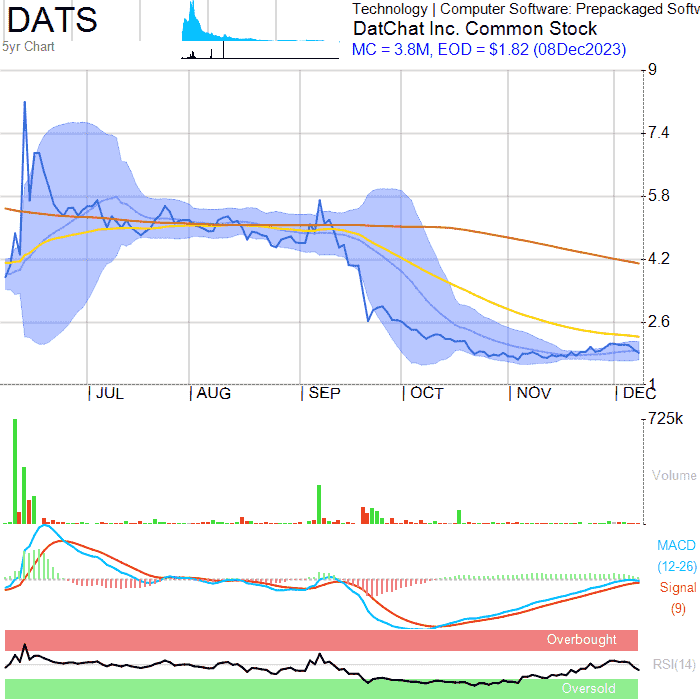 DATS
5yr Chart
Technology | Computer Software: Prepackaged Softw
DatChat Inc. Common Stock
MC = 3.8M, EOD = $1.82 (08Dec2023)
9
7.4
5.8
4.2
2.6
1
JUL AUG SEP OCT NOV DEC
725k
Volume
MACD
(12-26)
Signal
(9)
Overbought
RSI(14)
Oversold